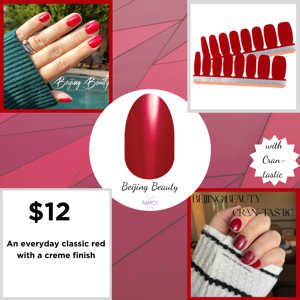 Beijing Beauty
with
Cran-
tastic
Beijing Beauty
FANCY
$12
An everyday classic red
with a creme finish
BEIJING BEAUTY
CRAN-TASTIC